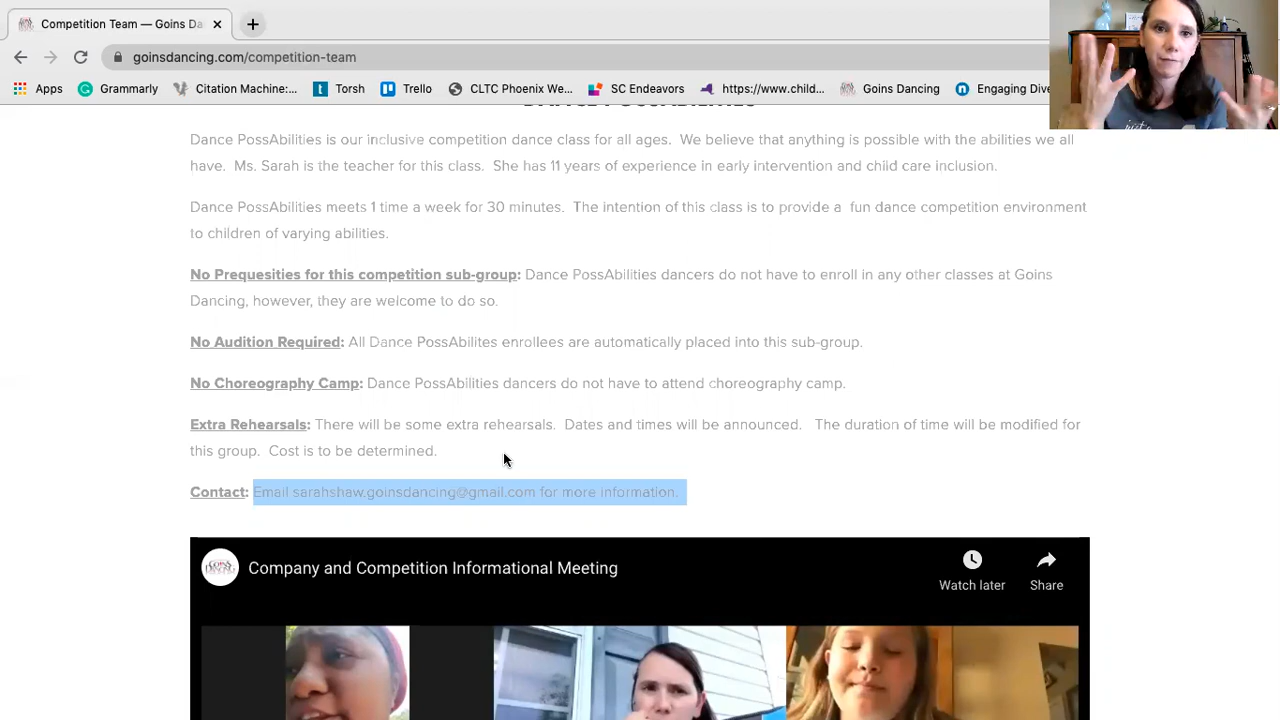 Competition Team — Goins Da
goinsdancing.com/competition-team
Apps Grammarly Citation Machine:... Torsh Trello CLTC Phoenix We... SC Endeavors https://www.child... Goins Dancing Engaging Dive
Dance PossAbilities is our inclusive competition dance class for all ages. We believe that anything is possible with the abilities we all
have. Ms. Sarah is the teacher for this class. She has 11 years of experience in early intervention and child care inclusion.
Dance PossAbilities meets 1 time a week for 30 minutes. The intention of this class is to provide a fun dance competition environment
to children of varying abilities.
No Prequesities for this competition sub-group: Dance PossAbilities dancers do not have to enroll in any other classes at Goins
Dancing, however, they are welcome to do so.
No Audition Required: All Dance PossAbilites enrollees are automatically placed into this sub-group.
No Choreography Camp: Dance PossAbilities dancers do not have to attend choreography camp.
Extra Rehearsals: There will be some extra rehearsals. Dates and times will be announced. The duration of time will be modified for
this group. Cost is to be determined.
Contact: Email sarahshaw.goinsdancing@gmail.com for more information.
Company and Competition Informational Meeting
Watch later Share